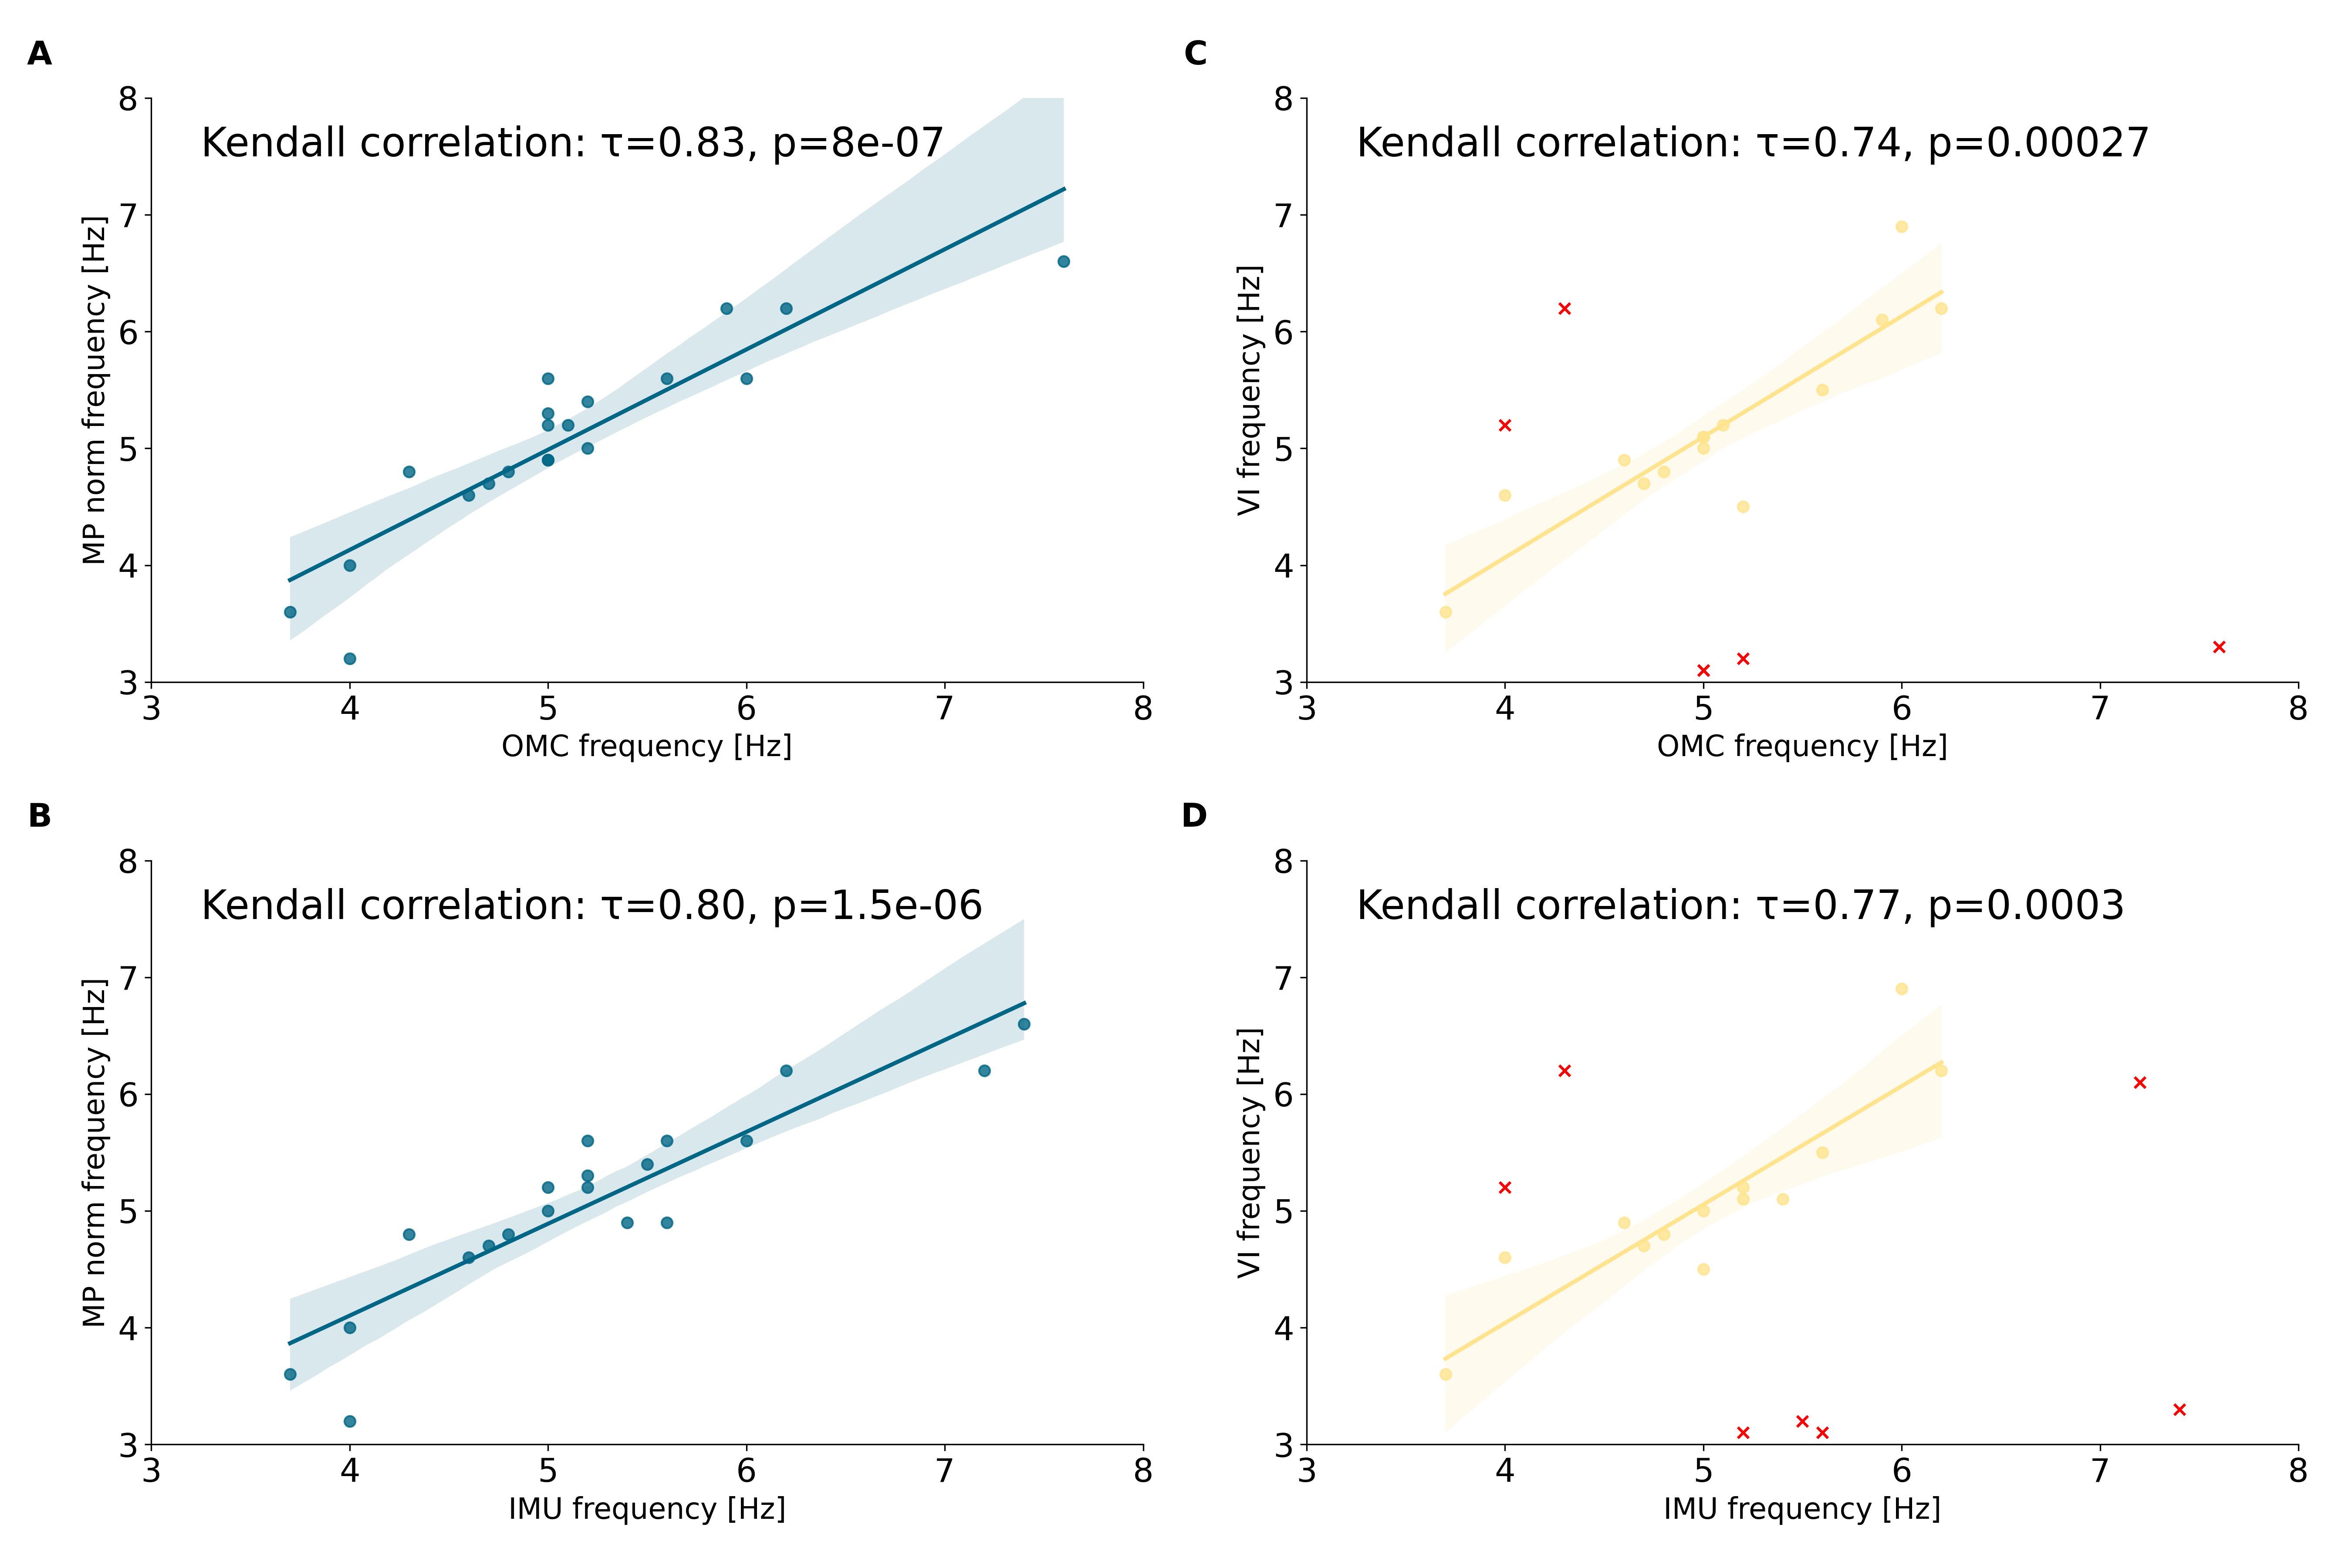 A
Kendall correlation: τ=0.83, p=8e-07
MP norm frequency [Hz]
8
7
6
5
4
3
3 4 5 6 7 8
OMC frequency [Hz]
B
Kendall correlation: τ=0.80, p=1.5e-06
MP norm frequency [Hz]
8
7
6
5
4
3
3 4 5 6 7 8
IMU frequency [Hz]
C
Kendall correlation: τ=0.74, p=0.00027
VI frequency [Hz]
8
7
6
5
4
3
3 4 5 6 7 8
OMC frequency [Hz]
D
Kendall correlation: τ=0.77, p=0.0003
VI frequency [Hz]
8
7
6
5
4
3
3 4 5 6 7 8
IMU frequency [Hz]